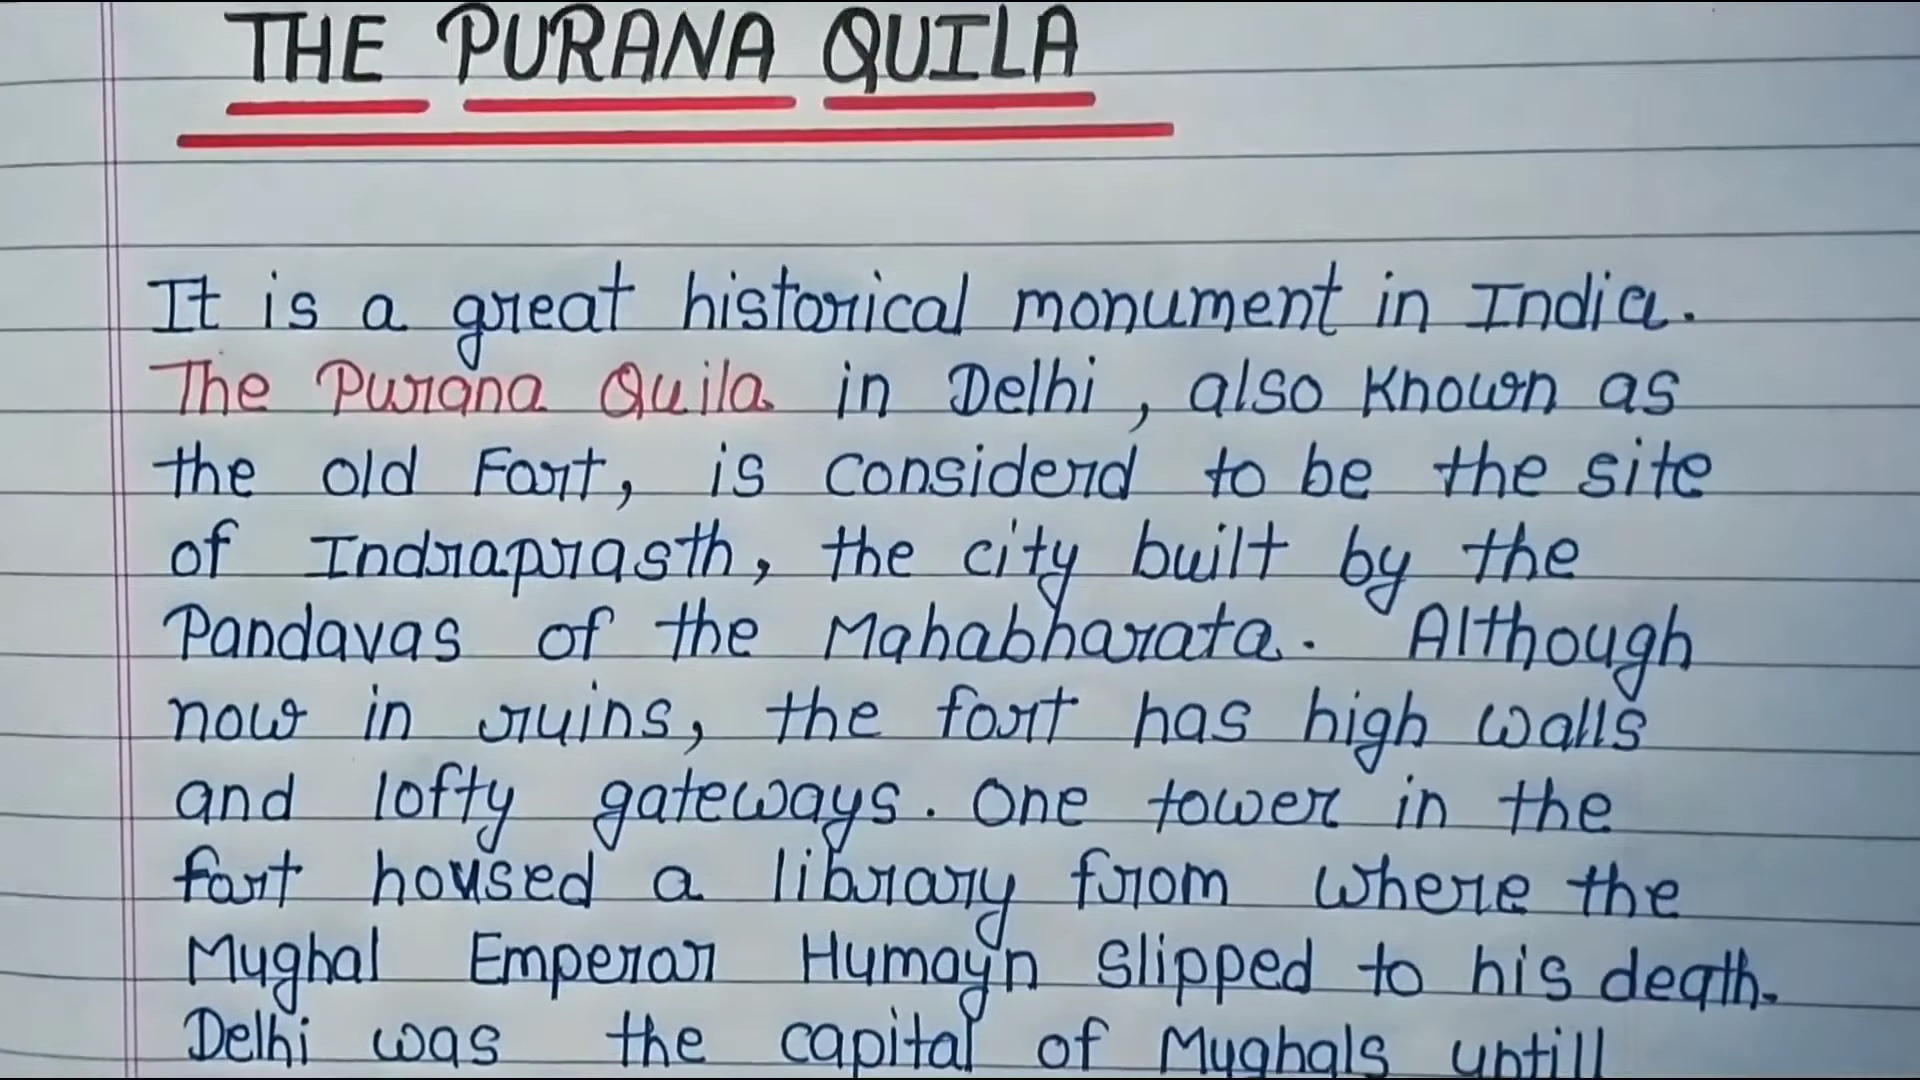 THE PURANA QUILA
It is a great historical monument in India.
The Purana Quila in Delhi, also known as
the old Fort, is considerd to be the site
of Indraprasth, the city built by the
Pandavas of the Mahabharata. Although
now in ruins, the fort has high walls
and lofty gateways. One tower in the
fort housed a library from where the
Mughal Emperor Humayn slipped to his death.
Delhi was the capital of Mughals untill